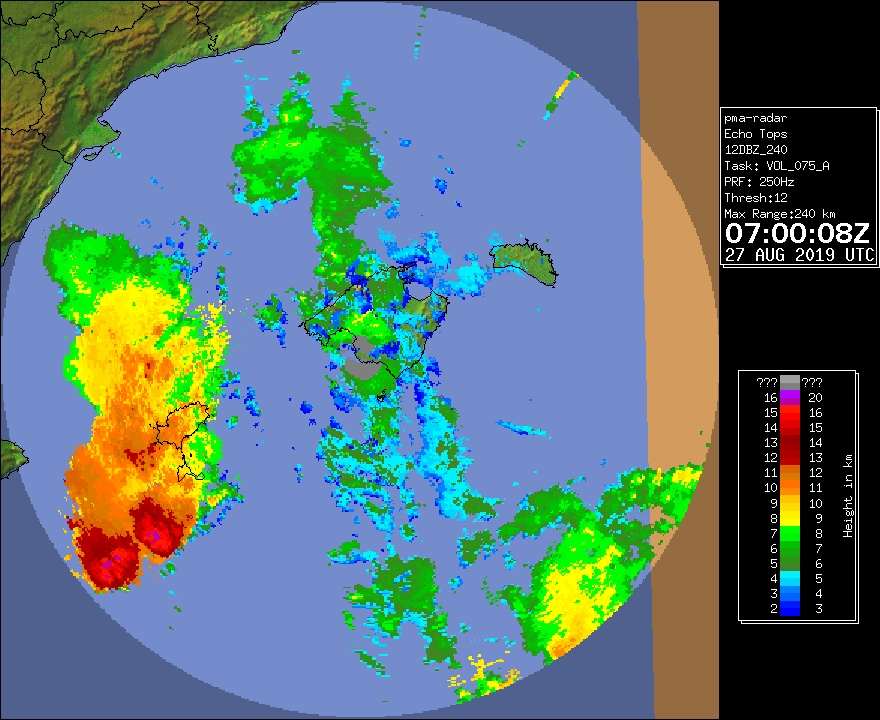 pma-radar
Echo Tops
12DBZ_240
Task: VOL_075_A
PRF: 250Hz
Thresh:12
Max Range:240 km
07:00:08Z
27 AUG 2019 UTC
??? ???
16 20
15 16
14 15
13 14
12 13
11 12
10 11
9 10
8 9
7 8
6 7
5 6
4 5
3 4
2 3
Height in km